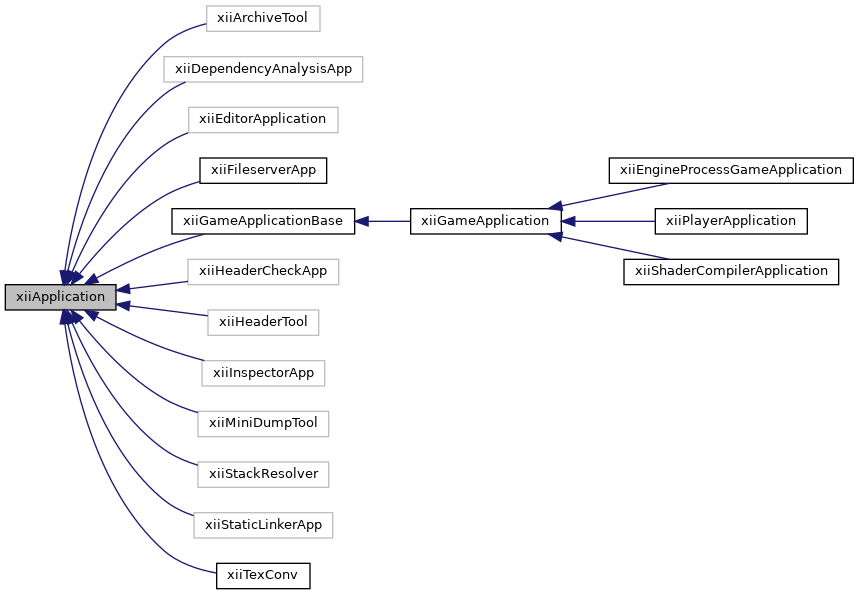 xiiArchiveTool
xiiDependencyAnalysisApp
xiiEditorApplication
xiiFileserverApp
xiiEngineProcessGameApplication
xiiGameApplicationBase
xiiGameApplication
xiiPlayerApplication
xiiHeaderCheckApp
xiiShaderCompilerApplication
xiiApplication
xiiHeaderTool
xiiInspectorApp
xiiMiniDumpTool
xiiStackResolver
xiiStaticLinkerApp
xiiTexConv